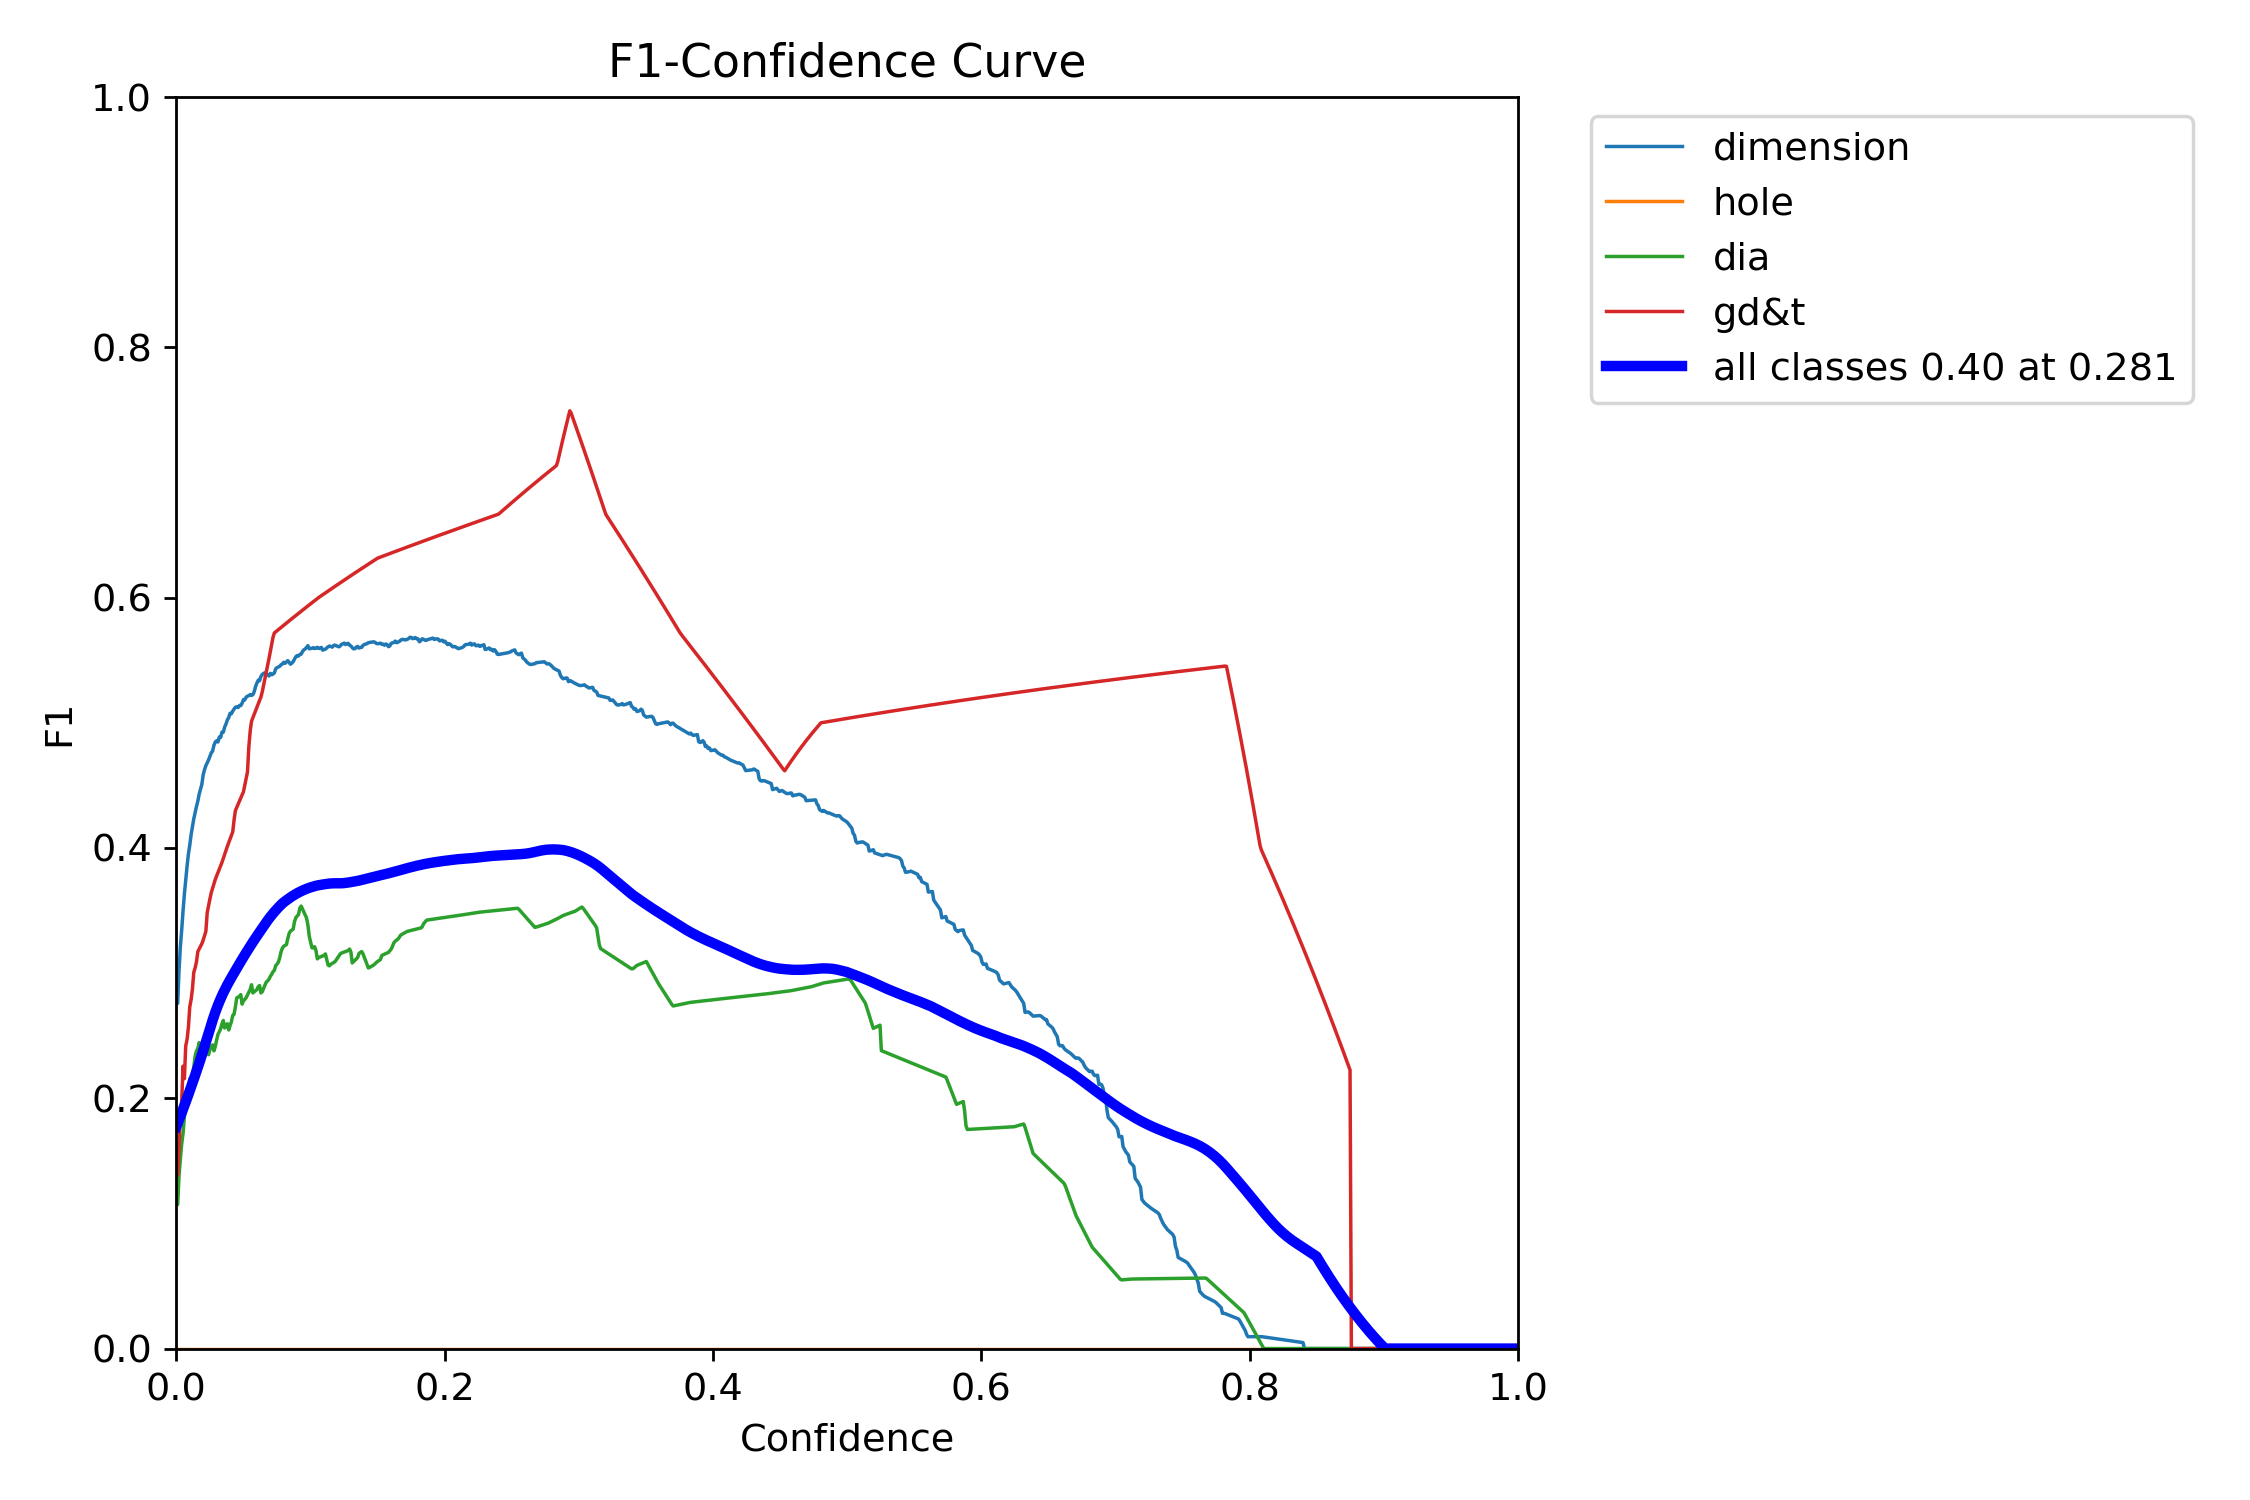 F1-Confidence Curve
1.0
0.8
0.6
0.4
0.2
0.0
F1
0.0 0.2 0.4 0.6 0.8 1.0
Confidence
dimension
hole
dia
gd&t
all classes 0.40 at 0.281